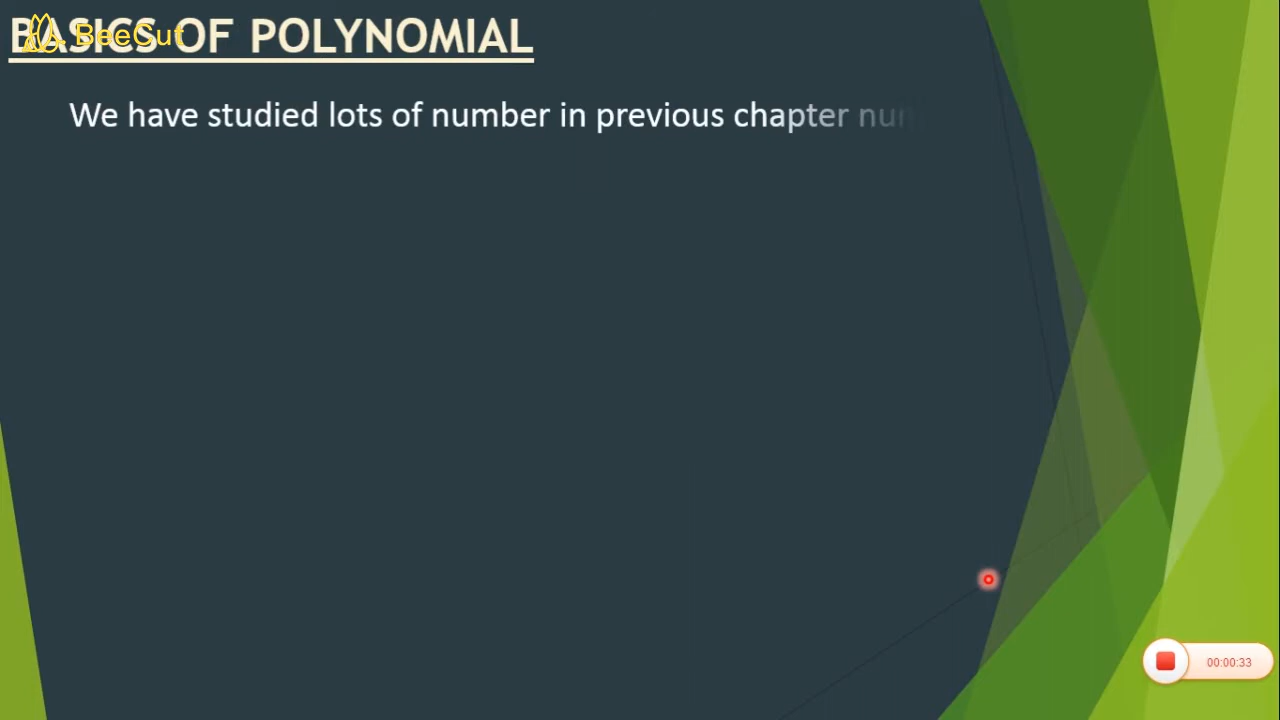 BASICS OF POLYNOMIAL
BeeCut
We have studied lots of number in previous chapter
00:00:33